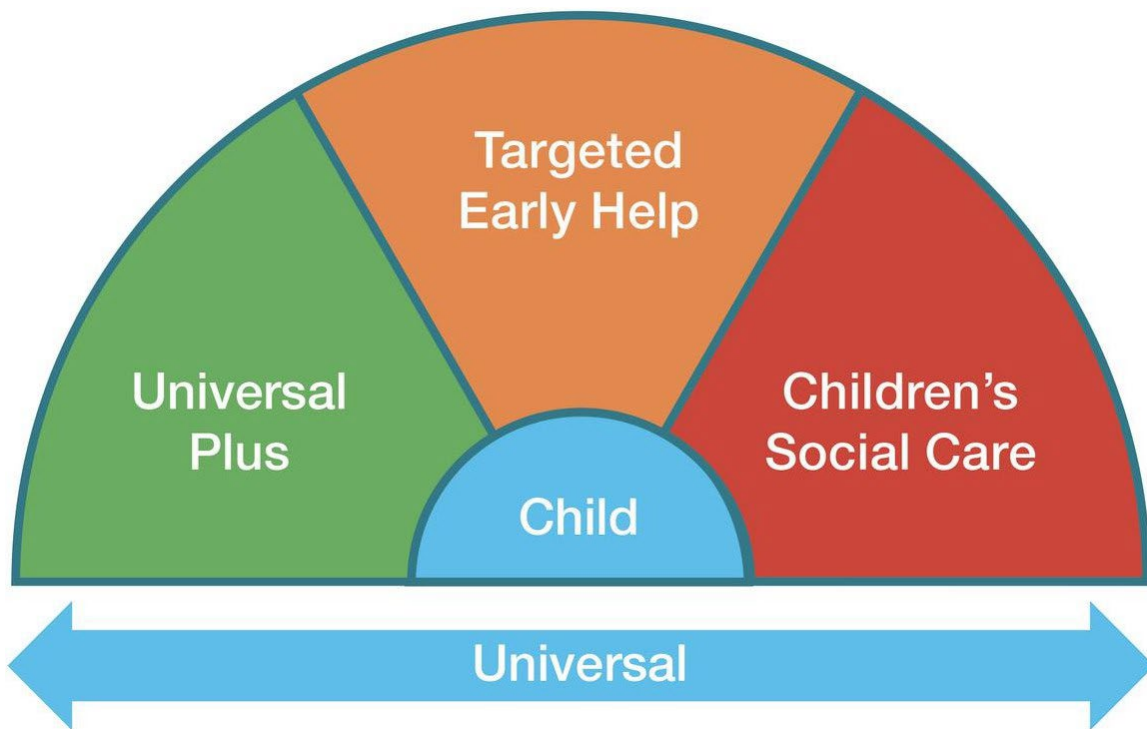 Targeted
Early Help
Universal
Plus
Children’s
Social Care
Child
Universal